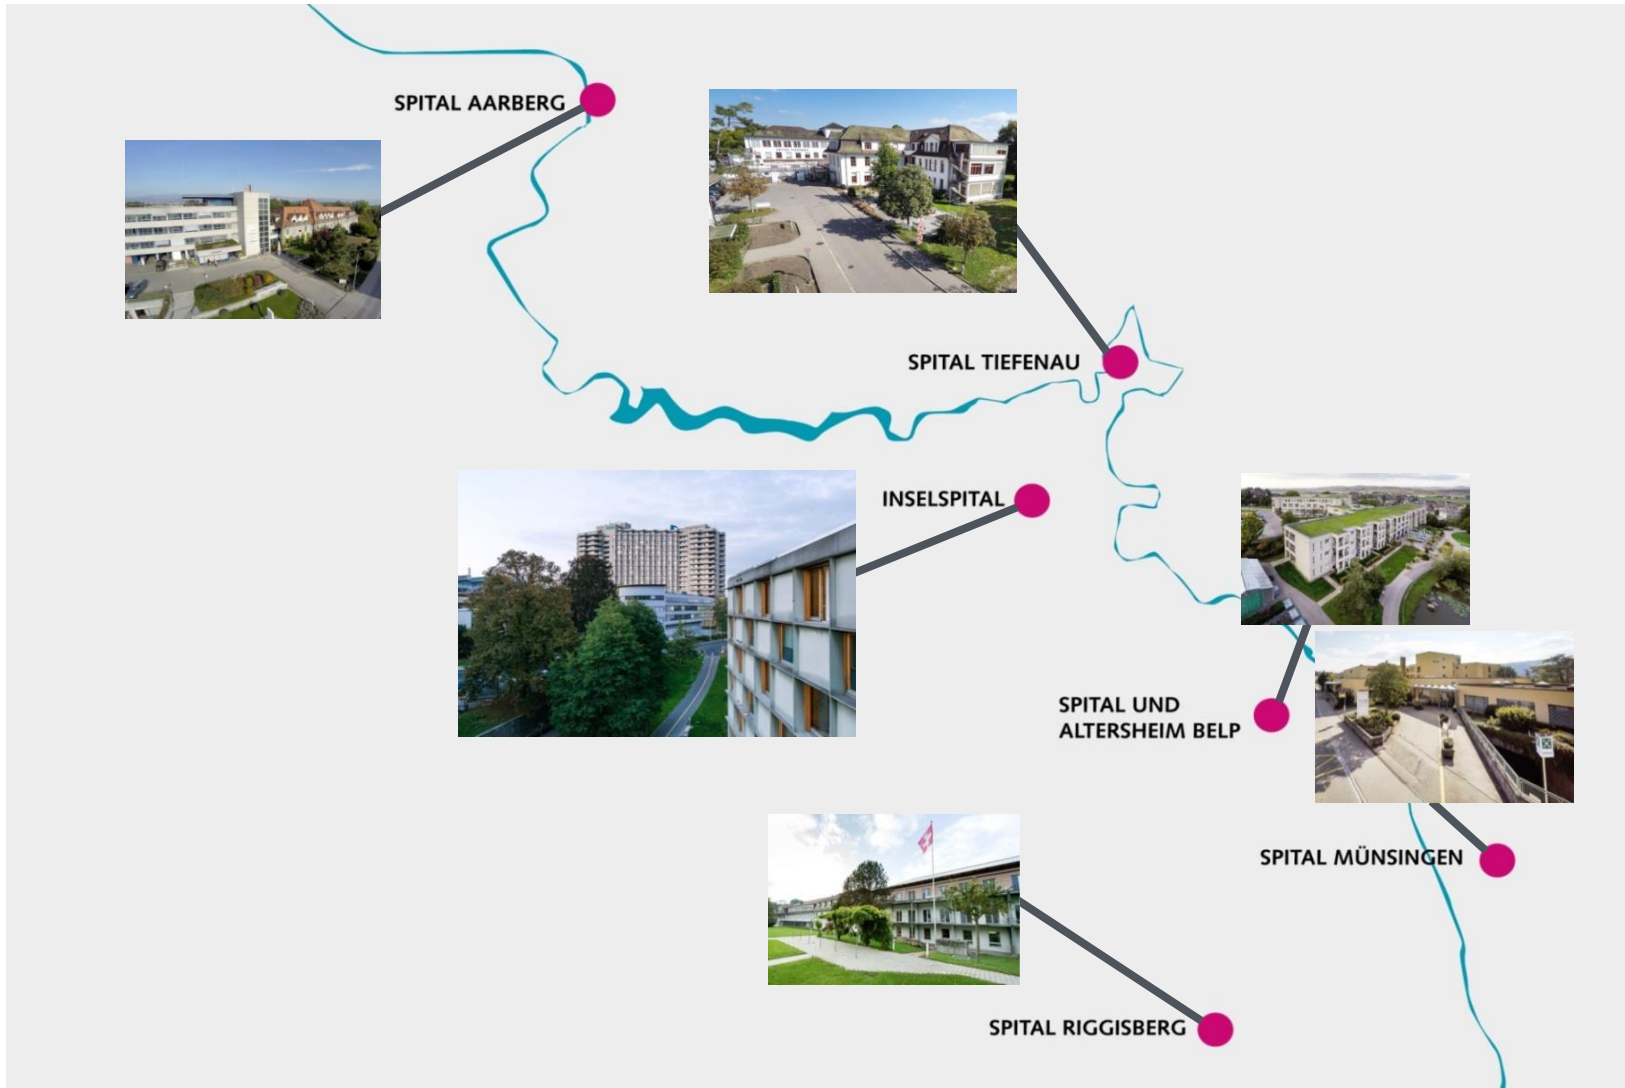 SPITAL AARBERG
SPITAL TIEFENAU
INSELSPITAL
SPITAL UND
ALTERSHEIM BELP
SPITAL MÜNSINGEN
SPITAL RIGGISBERG